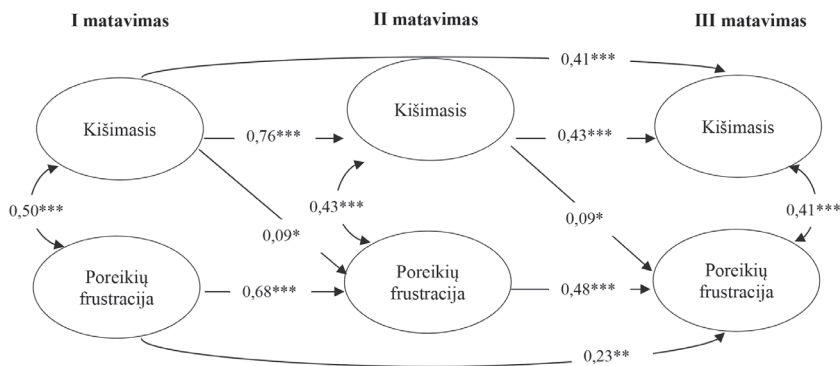 I matavimas
II matavimas
III matavimas
0,41***
Kišimasis
0,76***
Kišimasis
0,43***
Kišimasis
0,50***
0,09*
0,43***
0,09*
0,41***
Poreikių
frustracija
0,68***
Poreikių
frustracija
0,48***
Poreikių
frustracija
0,23**